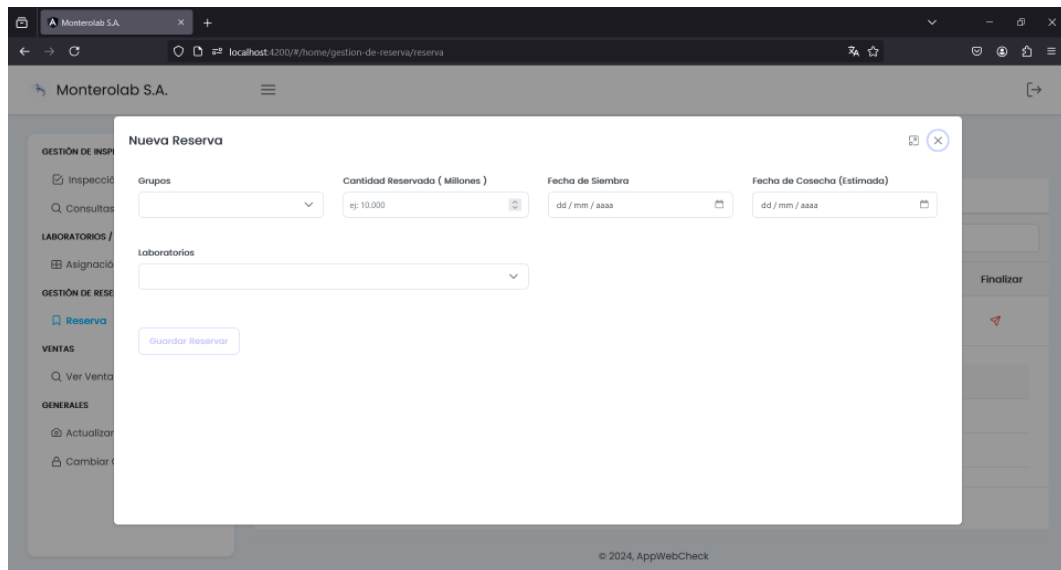 Monterolab S.A.
localhost:4200/#/home/gestion-de-reserva/reserva
Monterolab S.A.
Nueva Reserva
GESTIÓN DE INSP
Inspecció
Grupos
Cantidad Reservada ( Millones )
Fecha de Siembra
Fecha de Cosecha (Estimada)
ej: 10.000
dd / mm / aaaa
dd / mm / aaaa
Consultas
LABORATORIOS /
Laboratorios
Asignació
GESTIÓN DE RESE
Finalizar
Reserva
Guardar Reservar
VENTAS
Ver Venta
GENERALES
Actualizar
Cambiar
© 2024, AppWebCheck